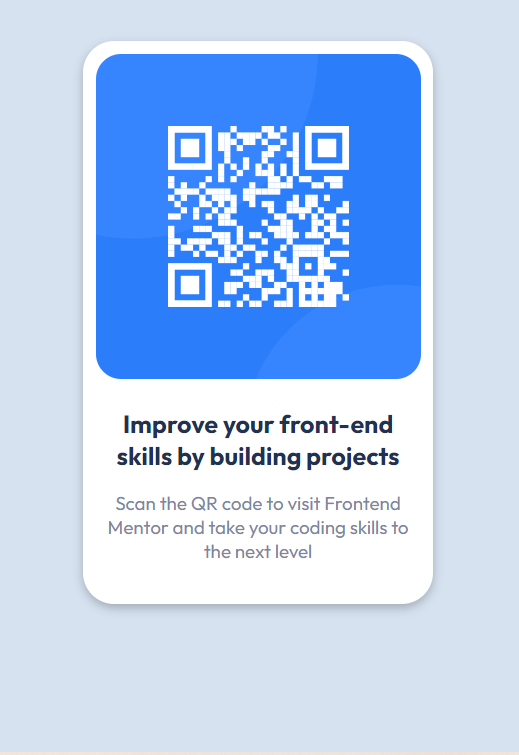 Improve your front-end
skills by building projects
Scan the QR code to visit Frontend
Mentor and take your coding skills to
the next level